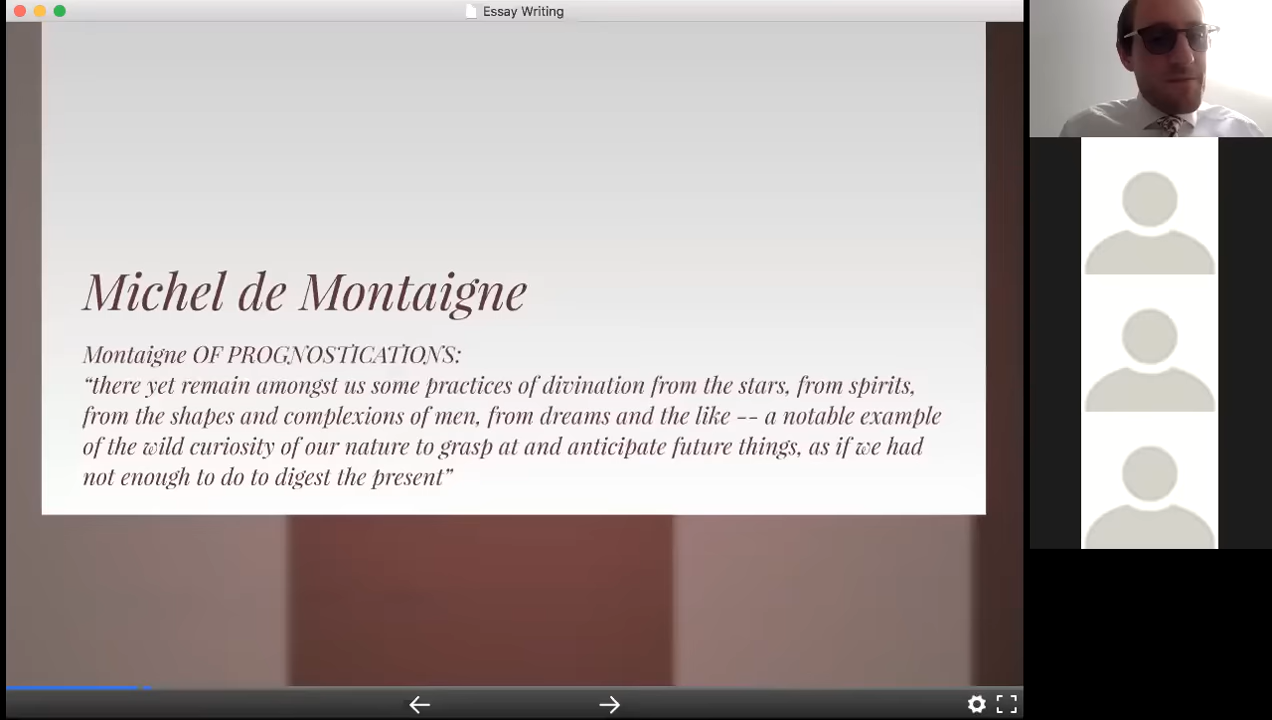 Essay Writing
Michel de Montaigne
Montaigne OF PROGNOSTICATIONS:
“there yet remain amongst us some practices of divination from the stars, from spirits,
from the shapes and complexions of men, from dreams and the like -- a notable example
of the wild curiosity of our nature to grasp at and anticipate future things, as if we had
not enough to do to digest the present”